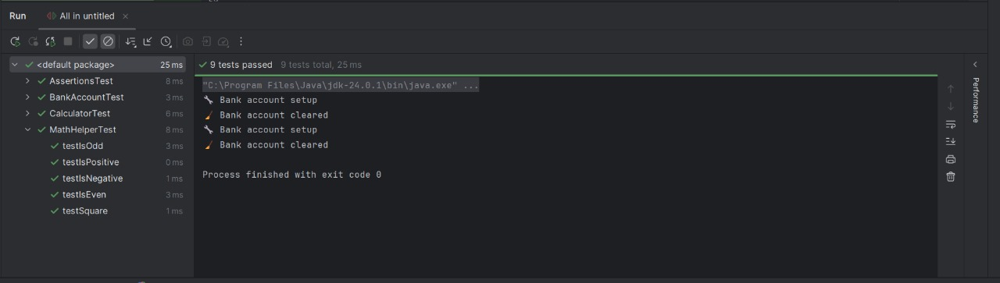 Run All in untitled
<default package> 25 ms
AssertionsTest 8 ms
BankAccountTest 3 ms
CalculatorTest 6 ms
MathHelperTest 8 ms
testIsOdd 3 ms
testIsPositive 0 ms
testIsNegative 1 ms
testIsEven 3 ms
testSquare 1 ms
9 tests passed 9 tests total, 25 ms
"C:\Program Files\Java\jdk-24.0.1\bin\java.exe" ...
Bank account setup
Bank account cleared
Bank account setup
Bank account cleared
Process finished with exit code 0
Performance